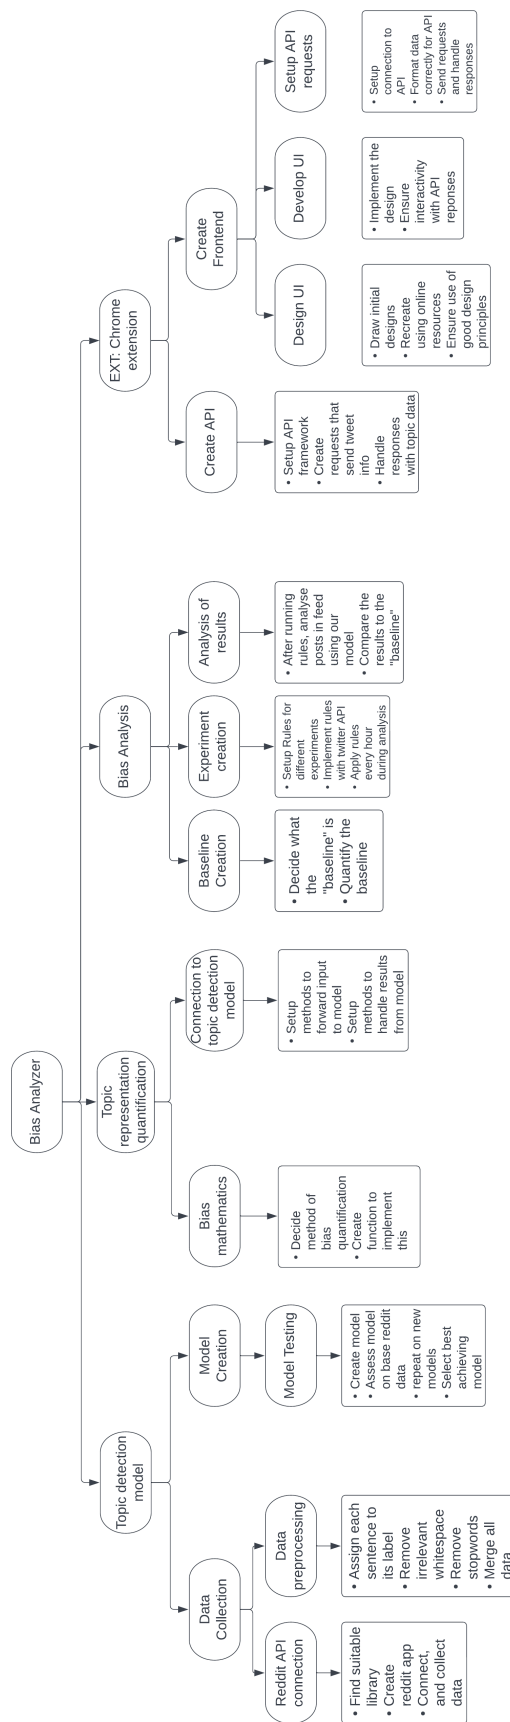 Bias Analyzer
Topic detection
model
Topic
representation
quantification
Bias Analysis
EXT: Chrome
extension
Data
Collection
Model
Creation
Bias
mathematics
Connection to
topic detection
model
Baseline
Creation
Experiment
creation
Analysis of
results
Create API
Create
Frontend
Reddit API
connection
Data
preprocessing
Model Testing
Design UI
Develop UI
Setup API
requests
• Find suitable
library
• Create
reddit app
• Connect,
and collect
data
• Assign each
sentence to
its label
• Remove
irrelevant
whitespace
• Remove
stopwords
• Merge all
data
• Create model
• Assess model
on base reddit
data
• repeat on new
models
• Select best
achieving
model
• Decide
method of
bias
quantification
• Create
function to
implement
this
• Setup
methods to
forward input
to model
• Setup
methods to
handle results
from model
• Decide what
the
"baseline" is
• Quantify the
baseline
• Setup Rules for
different
experiments
• Implement rules
with twitter API
• Apply rules
every hour
during analysis
• After running
rules, analyse
posts in feed
using our
model
• Compare the
results to the
"baseline"
• Setup API
framework
• Create
requests that
send tweet
info
• Handle
responses
with topic data
• Draw initial
designs
• Recreate
using online
resources
• Ensure use of
good design
principles
• Implement the
design
• Ensure
interactivity
with API
reponses
• Setup
connection to
API
• Format data
correctly for API
• Send requests
and handle
responses